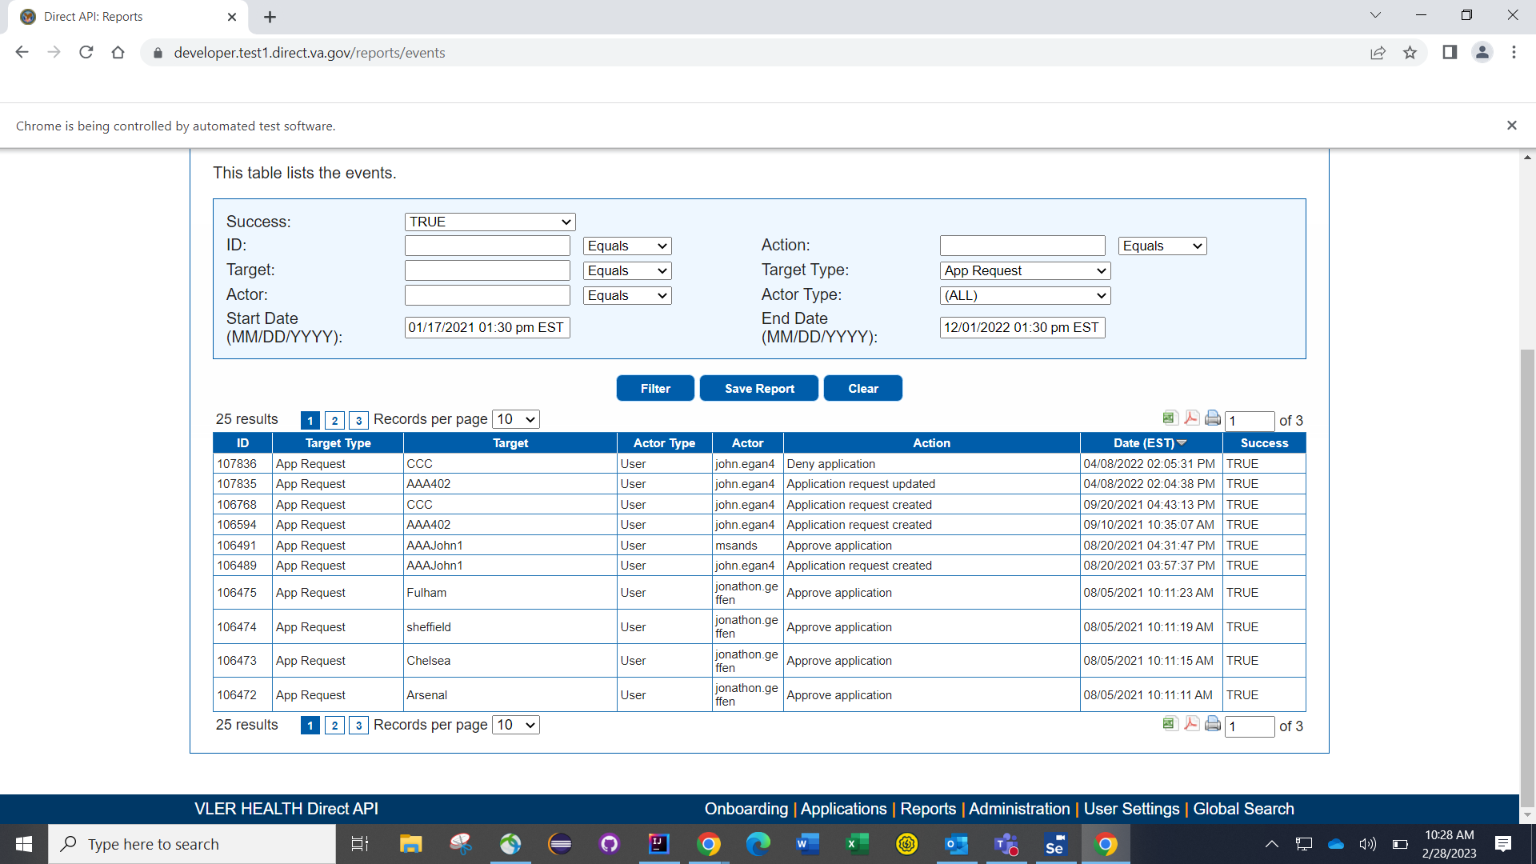 Direct API: Reports
developer.test1.direct.va.gov/reports/events
Chrome is being controlled by automated test software.
This table lists the events.
Success: TRUE
ID: Equals Action: Equals
Target: Equals Target Type: App Request
Actor: Equals Actor Type: (ALL)
Start Date (MM/DD/YYYY): 01/17/2021 01:30 pm EST End Date (MM/DD/YYYY): 12/01/2022 01:30 pm EST
Filter Save Report Clear
25 results 1 2 3 Records per page 10 1 of 3
ID Target Type Target Actor Type Actor Action Date (EST) Success
107836 App Request CCC User john.egan4 Deny application 04/08/2022 02:05:31 PM TRUE
107835 App Request AAA402 User john.egan4 Application request updated 04/08/2022 02:04:38 PM TRUE
106768 App Request CCC User john.egan4 Application request created 09/20/2021 04:43:13 PM TRUE
106594 App Request AAA402 User john.egan4 Application request created 09/10/2021 10:35:07 AM TRUE
106491 App Request AAAJohn1 User msands Approve application 08/20/2021 04:31:47 PM TRUE
106489 App Request AAAJohn1 User john.egan4 Application request created 08/20/2021 03:57:37 PM TRUE
106475 App Request Fulham User jonathon.geffen Approve application 08/05/2021 10:11:23 AM TRUE
106474 App Request sheffield User jonathon.geffen Approve application 08/05/2021 10:11:19 AM TRUE
106473 App Request Chelsea User jonathon.geffen Approve application 08/05/2021 10:11:15 AM TRUE
106472 App Request Arsenal User jonathon.geffen Approve application 08/05/2021 10:11:11 AM TRUE
25 results 1 2 3 Records per page 10 1 of 3
VLER HEALTH Direct API Onboarding | Applications | Reports | Administration | User Settings | Global Search
Type here to search
10:28 AM
2/28/2023